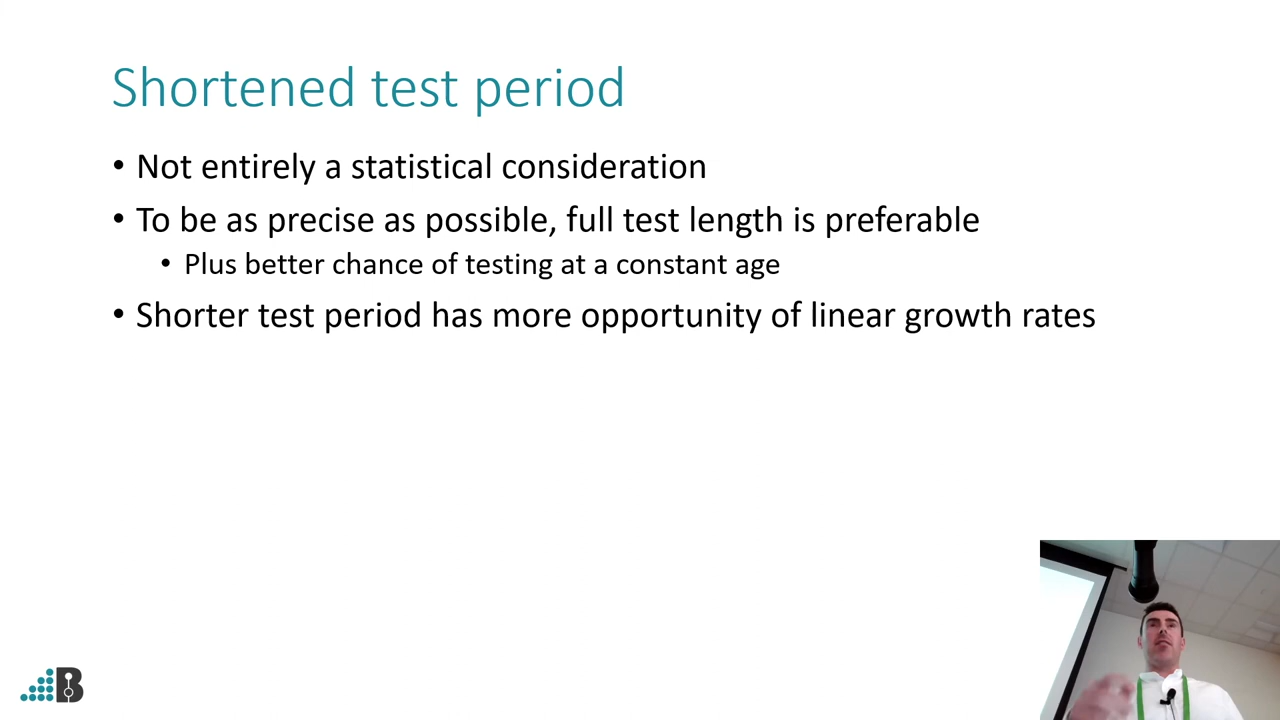 Shortened test period
• Not entirely a statistical consideration
• To be as precise as possible, full test length is preferable
• Plus better chance of testing at a constant age
• Shorter test period has more opportunity of linear growth rates
B